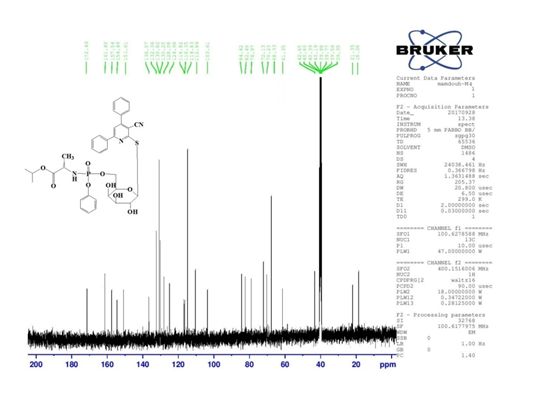 BRUKER
Current Data Parameters
NAME mamdouh-M4
EXPNO 1
PROCNO 1
F2 - Acquisition Parameters
Date_ 20170928
Time 13.38
INSTRUM spect
PROBHD 5 mm PABBO BB/
PULPROG zgpg30
TD 65536
SOLVENT DMSO
NS 1484
DS 4
SWH 24038.461 Hz
FIDRES 0.366798 Hz
AQ 1.3631488 sec
RG 205.37
DW 20.800 usec
DE 6.50 usec
TE 299.0 K
D1 2.00000000 sec
D11 0.03000000 sec
TD0 1
======== CHANNEL f1 ========
SFO1 100.6278588 MHz
NUC1 13C
P1 10.00 usec
PLW1 47.00000000 W
======== CHANNEL f2 ========
SFO2 400.1516006 MHz
NUC2 1H
CPDPRG[2 waltz16
PCPD2 90.00 usec
PLW2 18.00000000 W
PLW12 0.34722000 W
PLW13 0.28125000 W
F2 - Processing parameters
SI 32768
SF 100.6177975 MHz
WDW EM
SSB 0
LB 1.00 Hz
GB 0
PC 1.40
CN
N
S
CH3
O
O
N
H
P
O
O
O
O
OH
OH
OH
200 180 160 140 120 100 80 60 40 20 ppm